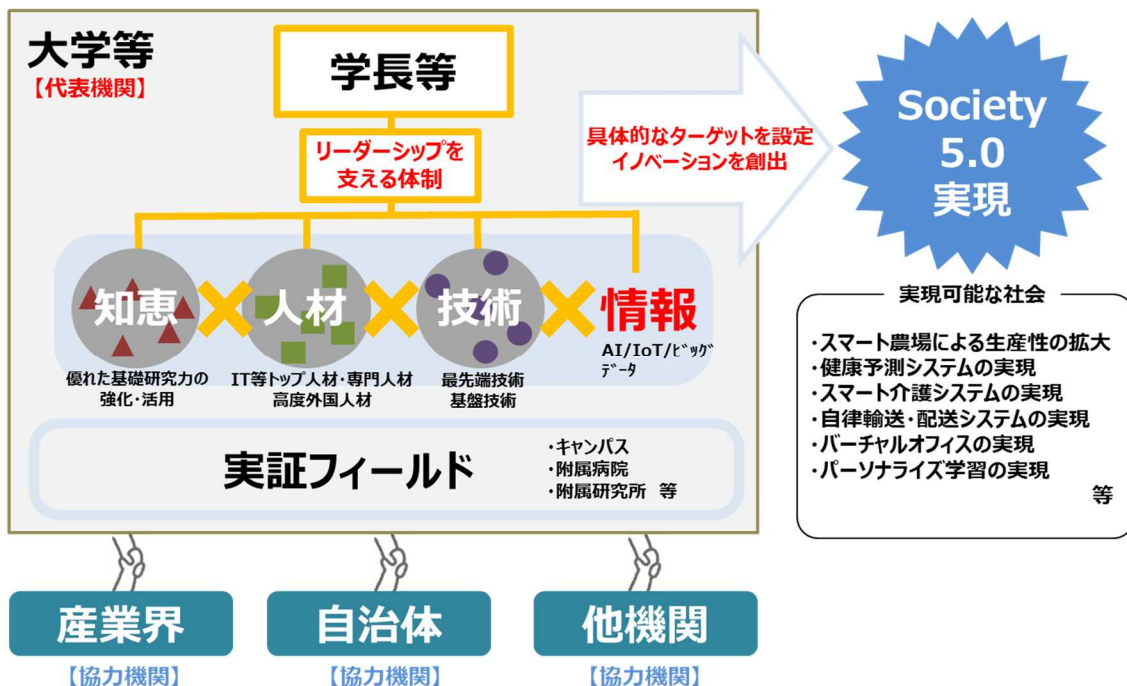 大学等
【代表機関】
学長等
リーダーシップを
支える体制
具体的なターゲットを設定
イノベーションを創出
Society
5.0
実現
知恵
人材
技術
情報
優れた基礎研究力の
強化・活用
IT等トップ人材・専門人材
高度外国人材
最先端技術
基盤技術
AI/IoT/ﾋﾞｯｸﾞ
ﾃﾞｰﾀ
実証フィールド
・キャンパス
・附属病院
・附属研究所 等
実現可能な社会
・スマート農場による生産性の拡大
・健康予測システムの実現
・スマート介護システムの実現
・自律輸送・配送システムの実現
・バーチャルオフィスの実現
・パーソナライズ学習の実現
等
産業界
【協力機関】
自治体
【協力機関】
他機関
【協力機関】